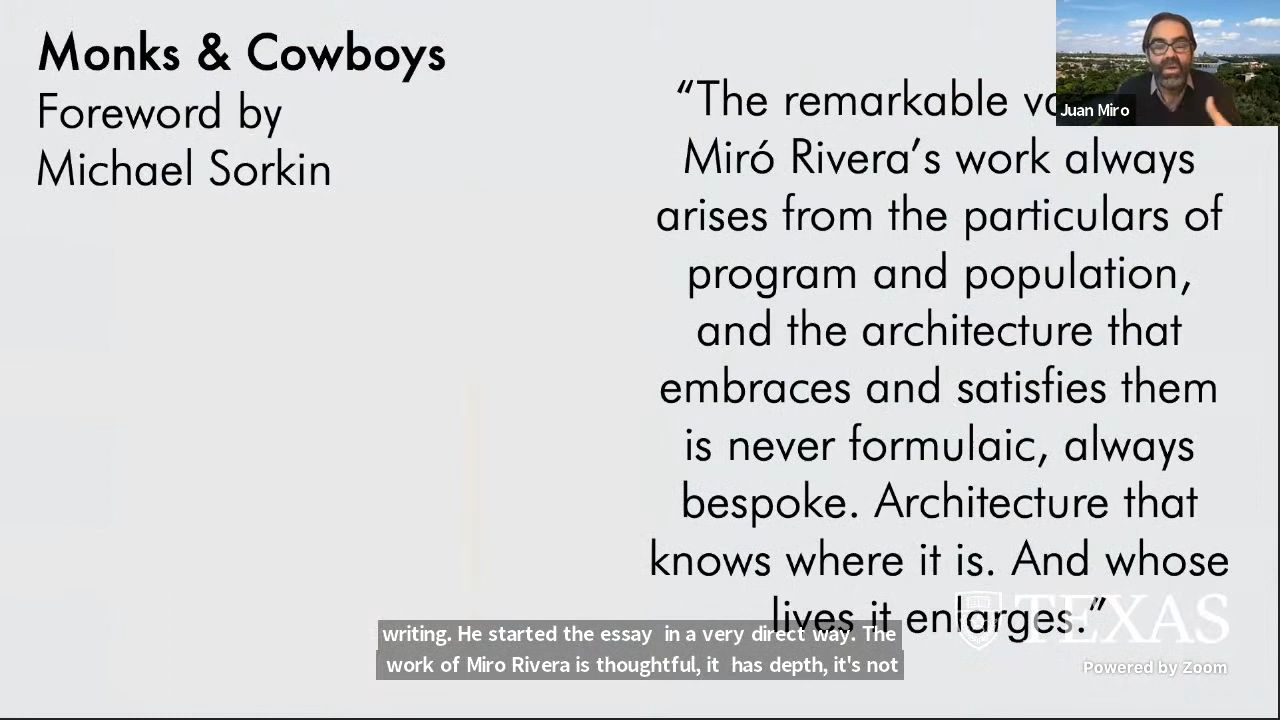 Monks & Cowboys
Foreword by
Michael Sorkin
“The remarkable
Miró Rivera’s work always
arises from the particulars of
program and population,
and the architecture that
embraces and satisfies them
is never formulaic, always
bespoke. Architecture that
knows where it is. And whose
lives it enlarges.”
Juan Miro
writing. He started the essay in a very direct way. The
work of Miro Rivera is thoughtful, it has depth, it's not
TEXAS
Powered by Zoom